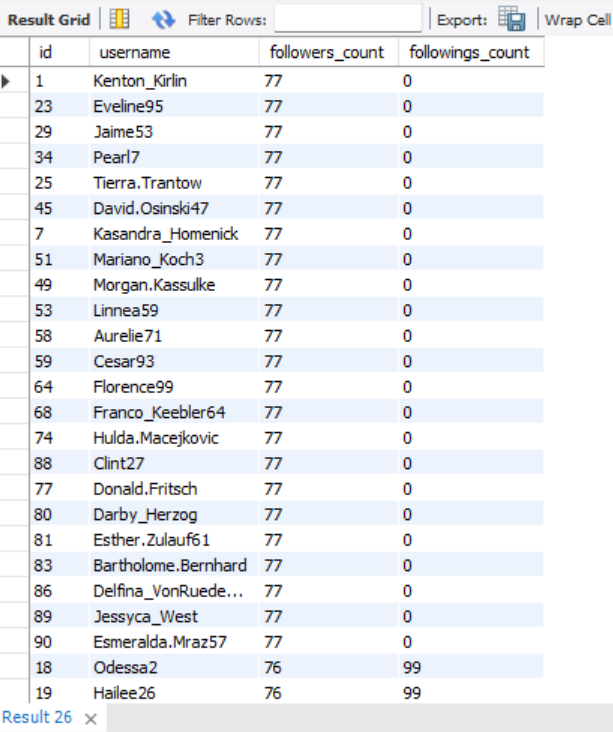 Result Grid Filter Rows: Export: Wrap Cell
id username followers_count followings_count
1 Kenton_Kirlin 77 0
23 Eveline95 77 0
29 Jaime53 77 0
34 Pearl7 77 0
25 Tierra.Trantow 77 0
45 David.Osinski47 77 0
7 Kasandra_Homenick 77 0
51 Mariano_Koch3 77 0
49 Morgan.Kassulke 77 0
53 Linnea59 77 0
58 Aurelie71 77 0
59 Cesar93 77 0
64 Florence99 77 0
68 Franco_Keebler64 77 0
74 Hulda.Macejkovic 77 0
88 Clint27 77 0
77 Donald.Fritsch 77 0
80 Darby_Herzog 77 0
81 Esther.Zulauf61 77 0
83 Bartholome.Bernhard 77 0
86 Delfina_VonRuede... 77 0
89 Jessyca_West 77 0
90 Esmeralda.Mraz57 77 0
18 Odessa2 76 99
19 Hailee26 76 99
Result 26